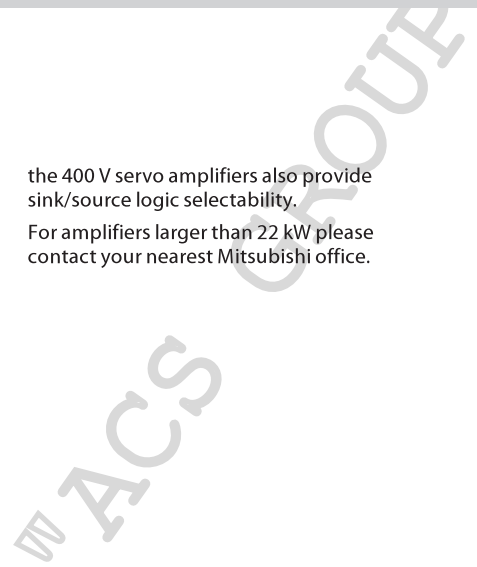 the 400 V servo amplifiers also provide
sink/source logic selectability.
For amplifiers larger than 22 kW please
contact your nearest Mitsubishi office.
W ACS GROUP